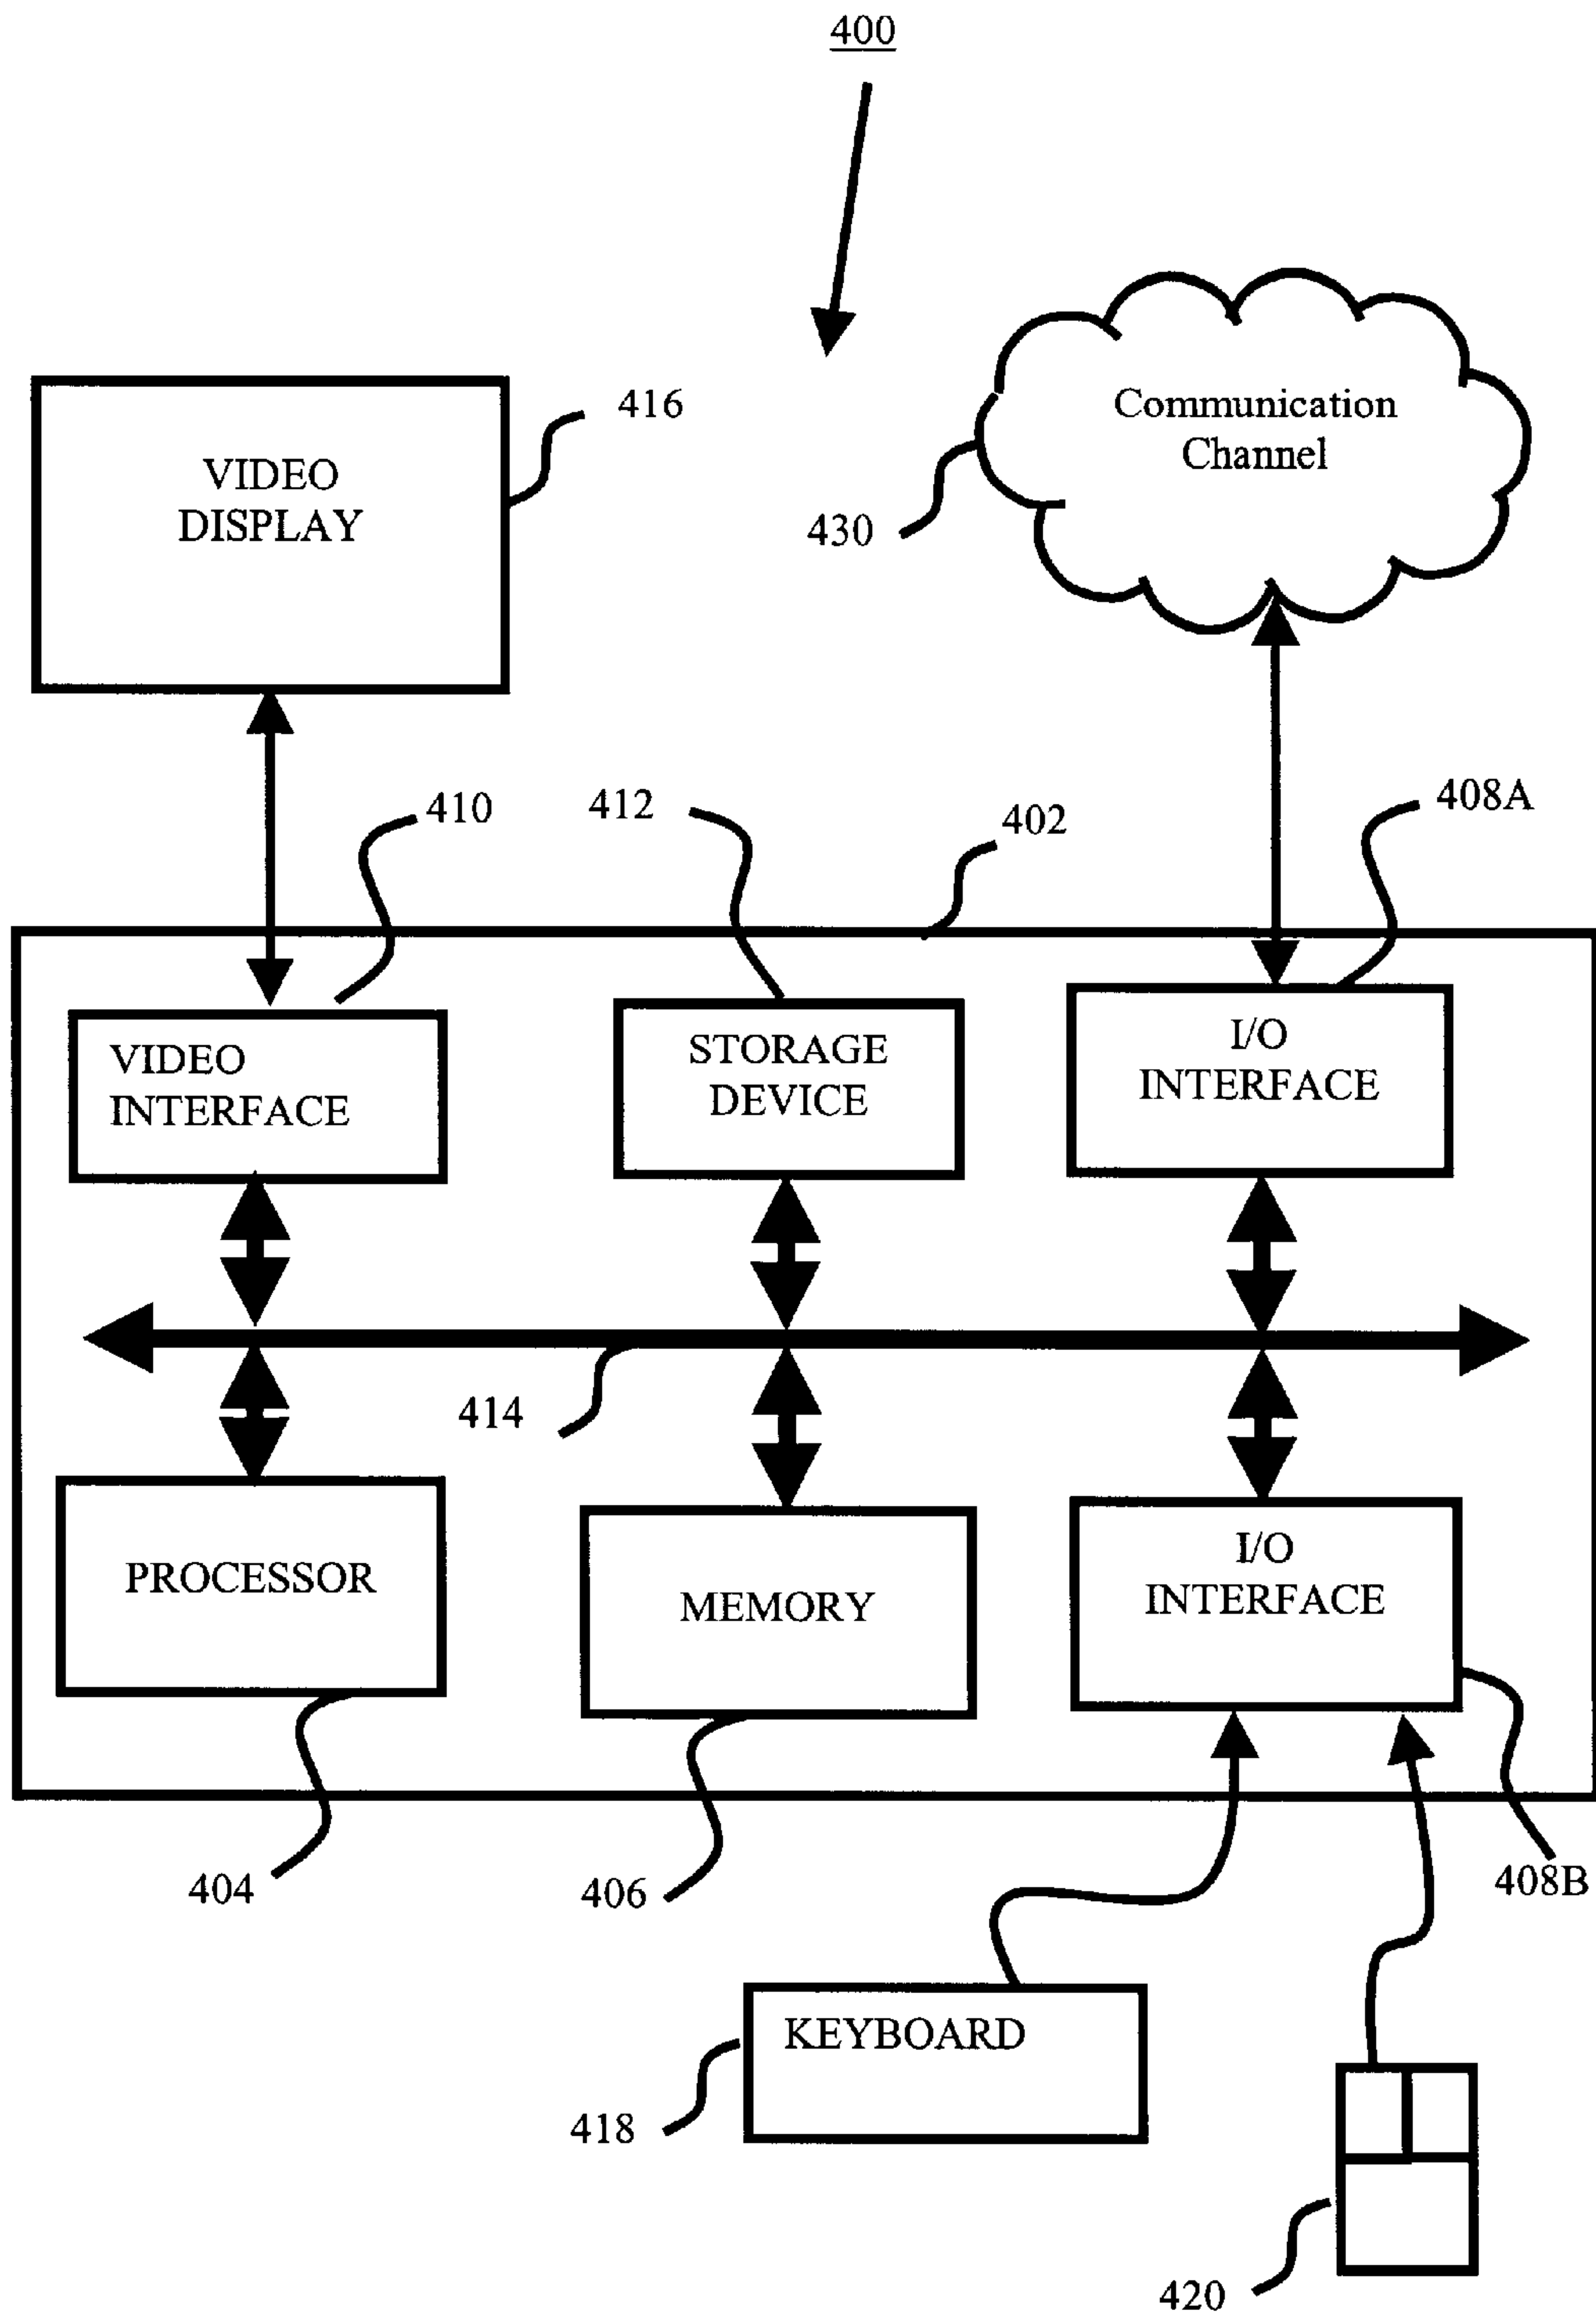 400
416
VIDEO
DISPLAY
Communication
Channel
430
410
412
402
408A
VIDEO
INTERFACE
STORAGE
DEVICE
I/O
INTERFACE
414
PROCESSOR
MEMORY
I/O
INTERFACE
404
406
408B
KEYBOARD
418
420